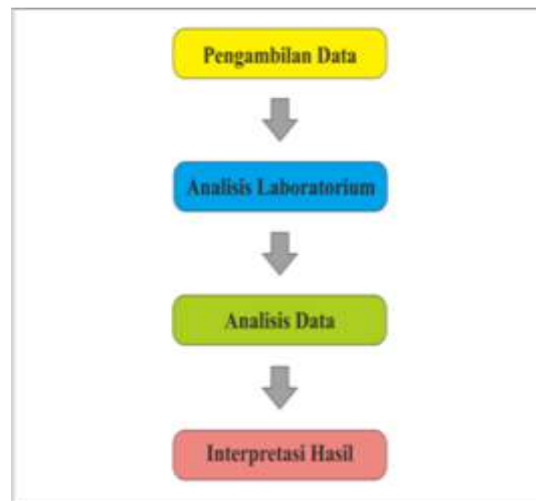 Pengambilan Data
Analisis Laboratorium
Analisis Data
Interpretasi Hasil